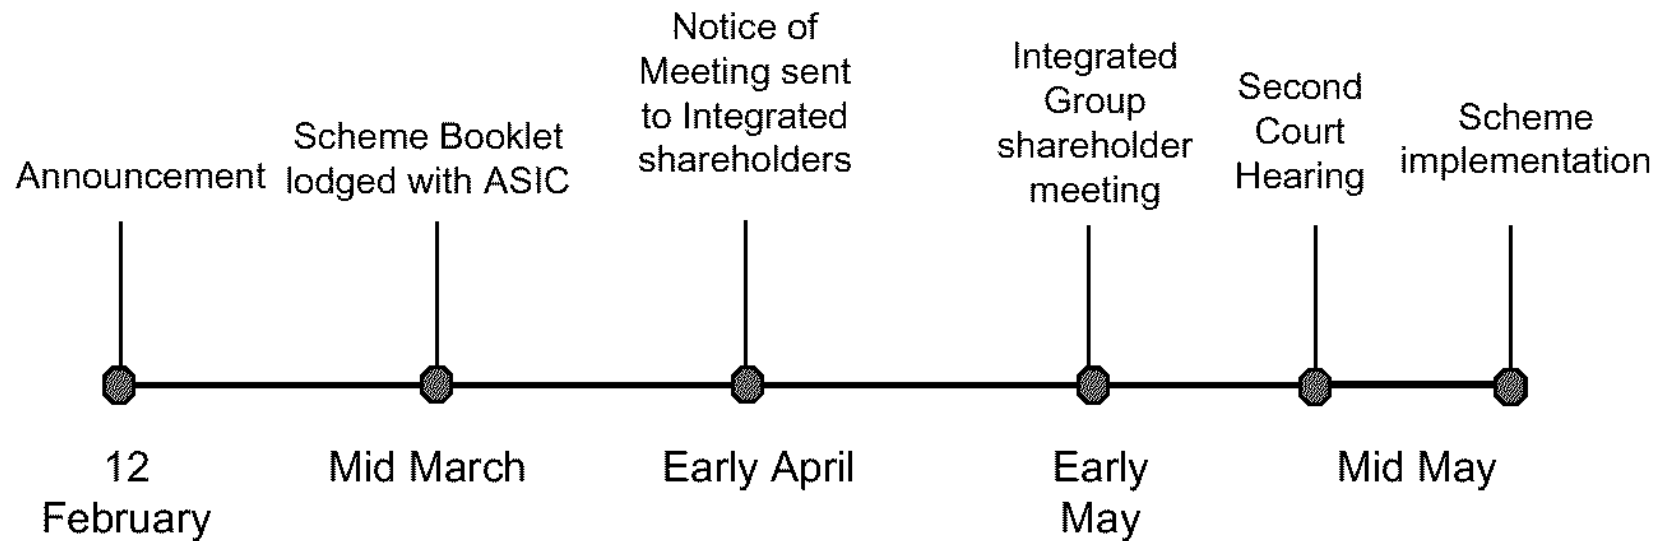 Announcement
Scheme Booklet
lodged with ASIC
Notice of
Meeting sent
to Integrated
shareholders
Integrated
Group
shareholder
meeting
Second
Court
Hearing
Scheme
implementation
12
February
Mid March
Early April
Early
May
Mid May